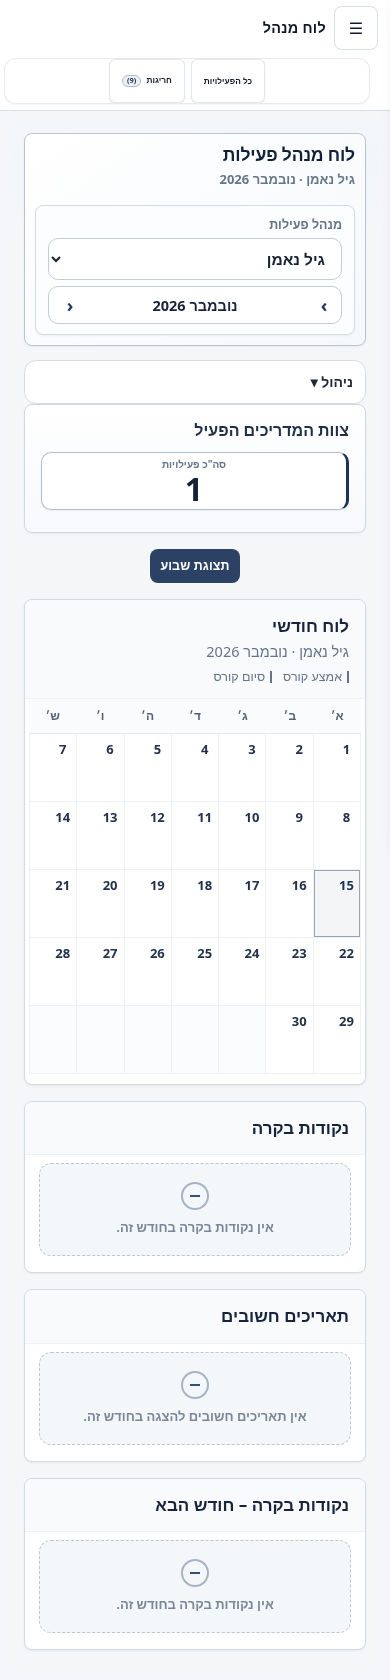 ☰ לוח מנהל
כל הפעילויות חריגות (9)
לוח מנהל פעילות
גיל נאמן · נובמבר 2026
מנהל פעילות
גיל נאמן
‹ נובמבר 2026 ›
ניהול ▾
צוות המדריכים הפעיל
סה"כ פעילויות
1
תצוגת שבוע
לוח חודשי
גיל נאמן · נובמבר 2026
אמצע קורס סיום קורס
א׳ ב׳ ג׳ ד׳ ה׳ ו׳ ש׳
1 2 3 4 5 6 7
8 9 10 11 12 13 14
15 16 17 18 19 20 21
22 23 24 25 26 27 28
29 30
נקודות בקרה
אין נקודות בקרה בחודש זה.
תאריכים חשובים
אין תאריכים חשובים להצגה בחודש זה.
נקודות בקרה – חודש הבא
אין נקודות בקרה בחודש זה.